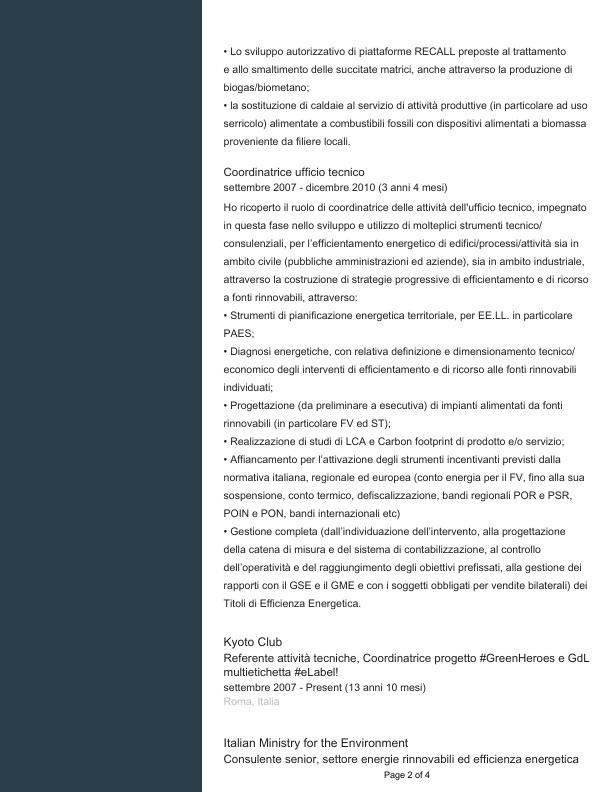 • Lo sviluppo autorizzativo di piattaforme RECALL preposte al trattamento
e allo smaltimento delle succitate matrici, anche attraverso la produzione di
biogas/biometano;
• la sostituzione di caldaie al servizio di attività produttive (in particolare ad uso
serricolo) alimentate a combustibili fossili con dispositivi alimentati a biomassa
proveniente da filiere locali.
Coordinatrice ufficio tecnico
settembre 2007 - dicembre 2010 (3 anni 4 mesi)
Ho ricoperto il ruolo di coordinatrice delle attività dell'ufficio tecnico, impegnato
in questa fase nello sviluppo e utilizzo di molteplici strumenti tecnico/
consulenziali, per l’efficientamento energetico di edifici/processi/attività sia in
ambito civile (pubbliche amministrazioni ed aziende), sia in ambito industriale,
attraverso la costruzione di strategie progressive di efficientamento e di ricorso
a fonti rinnovabili, attraverso:
• Strumenti di pianificazione energetica territoriale, per EE.LL. in particolare
PAES;
• Diagnosi energetiche, con relativa definizione e dimensionamento tecnico/
economico degli interventi di efficientamento e di ricorso alle fonti rinnovabili
individuati;
• Progettazione (da preliminare a esecutiva) di impianti alimentati da fonti
rinnovabili (in particolare FV ed ST);
• Realizzazione di studi di LCA e Carbon footprint di prodotto e/o servizio;
• Affiancamento per l’attivazione degli strumenti incentivanti previsti dalla
normativa italiana, regionale ed europea (conto energia per il FV, fino alla sua
sospensione, conto termico, defiscalizzazione, bandi regionali POR e PSR,
POIN e PON, bandi internazionali etc)
• Gestione completa (dall’individuazione dell’intervento, alla progettazione
della catena di misura e del sistema di contabilizzazione, al controllo
dell’operatività e del raggiungimento degli obiettivi prefissati, alla gestione dei
rapporti con il GSE e il GME e con i soggetti obbligati per vendite bilaterali) dei
Titoli di Efficienza Energetica.
Kyoto Club
Referente attività tecniche, Coordinatrice progetto #GreenHeroes e GdL
multietichetta #eLabel!
settembre 2007 - Present (13 anni 10 mesi)
Roma, Italia
Italian Ministry for the Environment
Consulente senior, settore energie rinnovabili ed efficienza energetica
Page 2 of 4